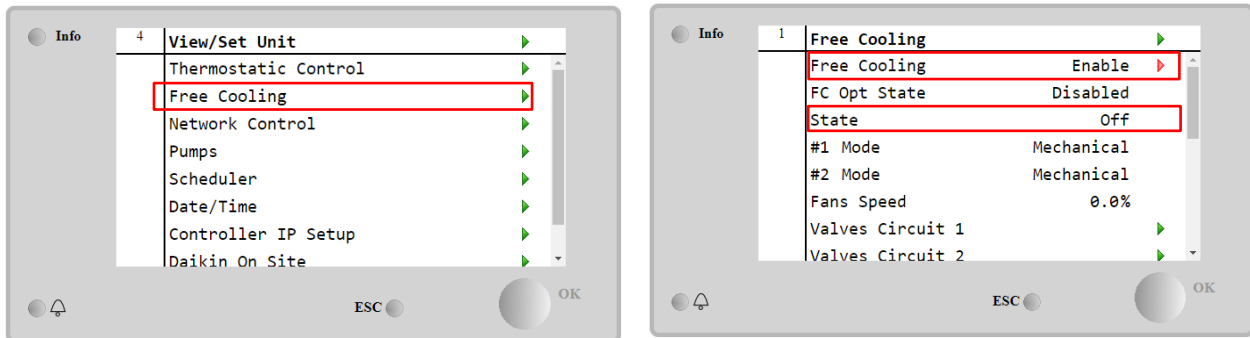 Info
4 View/Set Unit
Thermostatic Control
Free Cooling
Network Control
Pumps
Scheduler
Date/Time
Controller IP Setup
Daikin On Site
ESC
OK
Info
1 Free Cooling
Free Cooling Enable
FC Opt State Disabled
State Off
#1 Mode Mechanical
#2 Mode Mechanical
Fans Speed 0.0%
Valves Circuit 1
Valves Circuit 2
ESC
OK